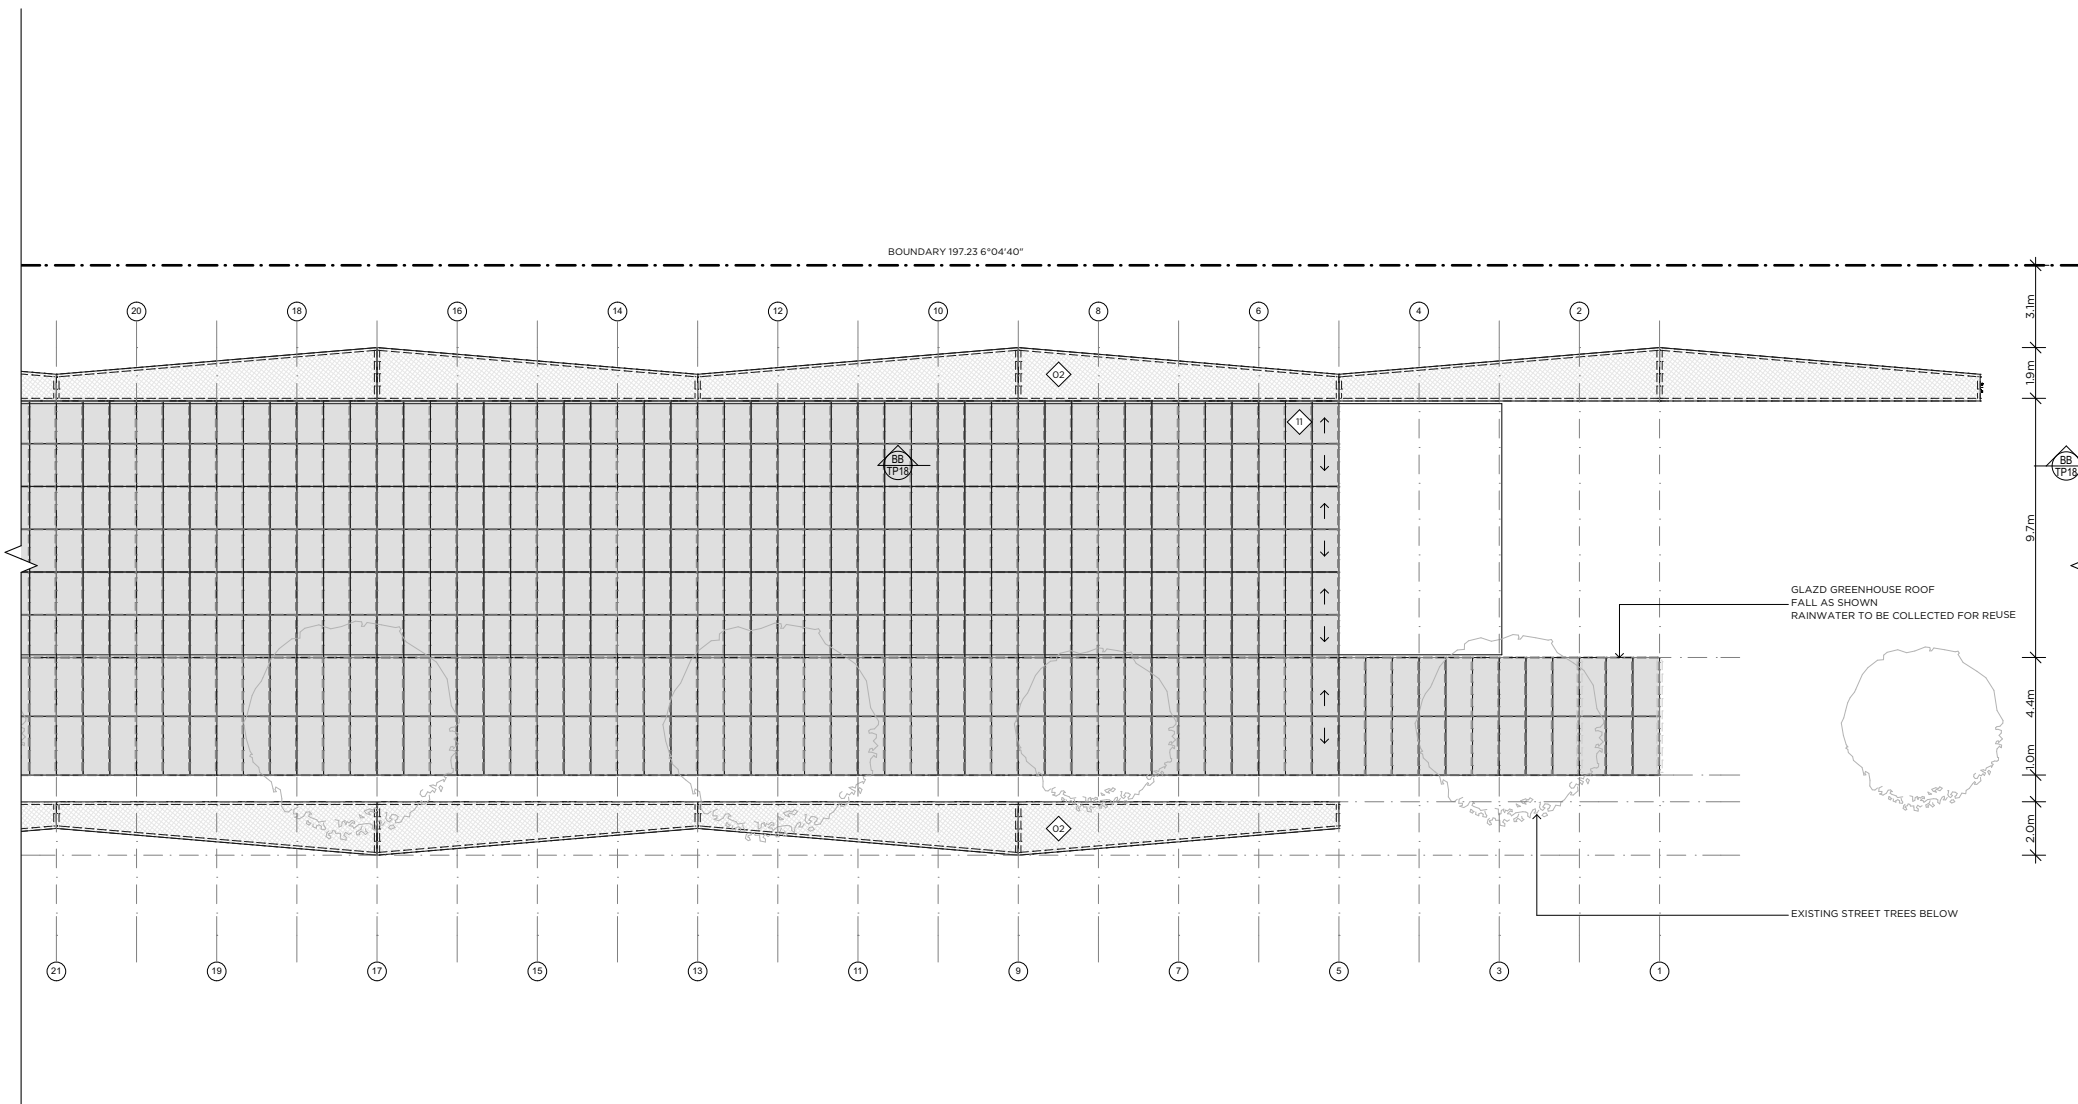 BOUNDARY 197.23 6°04'40"
20
18
16
14
12
10
8
6
4
2
3.1m
1.9m
9.7m
4.4m
1.0m
2.0m
02
11
BB
TP18
BB
TP18
GLAZD GREENHOUSE ROOF
FALL AS SHOWN
RAINWATER TO BE COLLECTED FOR REUSE
02
EXISTING STREET TREES BELOW
21
19
17
15
13
11
9
7
5
3
1